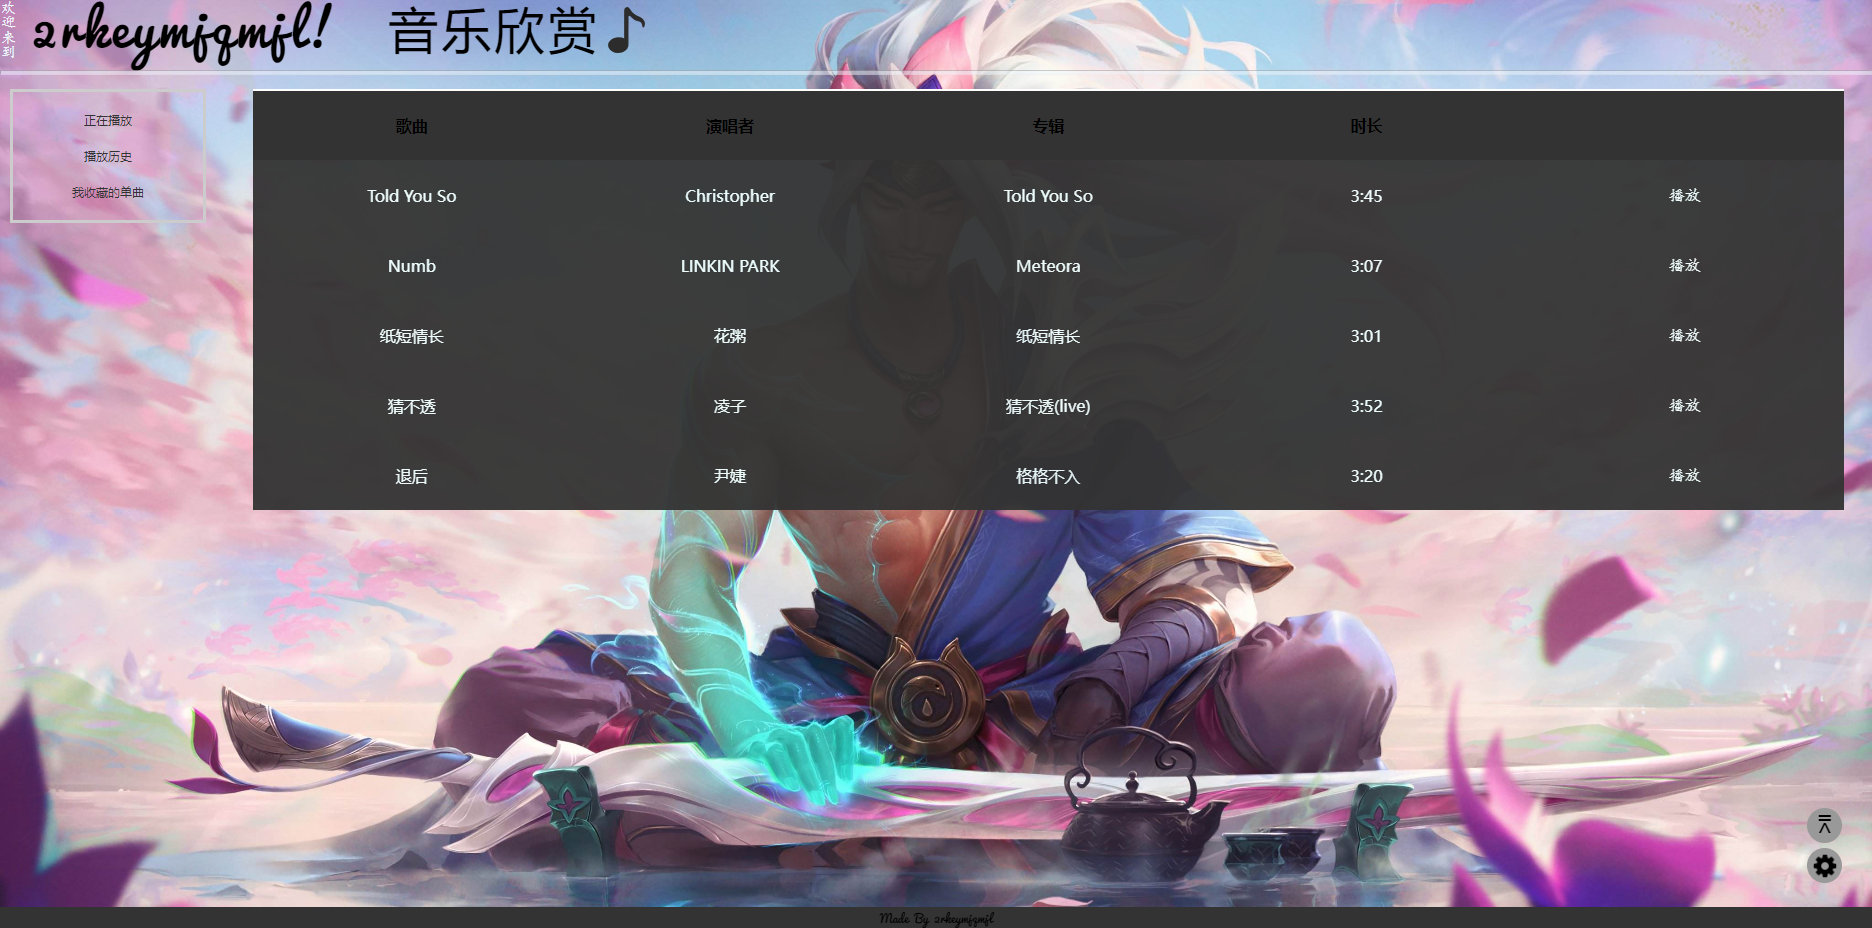 欢迎来到
2rkeymjqmjl! 音乐欣赏♪
正在播放
播放历史
我收藏的单曲
歌曲 演唱者 专辑 时长
Told You So Christopher Told You So 3:45 播放
Numb LINKIN PARK Meteora 3:07 播放
纸短情长 花粥 纸短情长 3:01 播放
猜不透 凌子 猜不透(live) 3:52 播放
退后 尹婕 格格不入 3:20 播放
Made By 2rkeymjqmjl